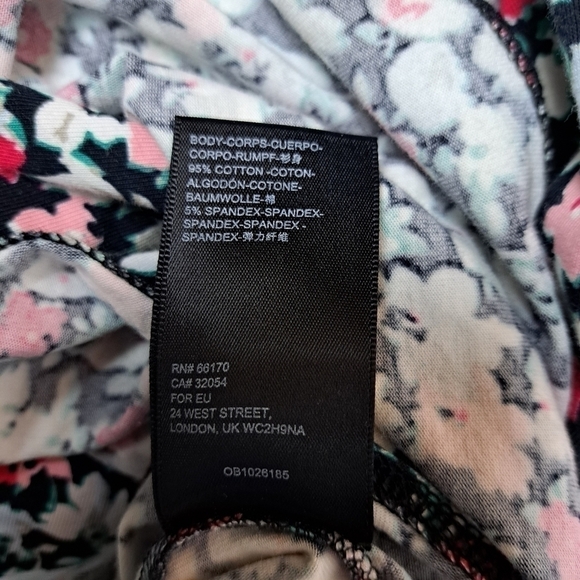 BODY-CORPS-CUERPO-
CORPO-RUMPF-衫身
95% COTTON -COTON-
ALGODÓN-COTONE-
BAUMWOLLE-棉
5% SPANDEX-SPANDEX-
SPANDEX-SPANDEX -
SPANDEX-弹力纤维
RN# 66170
CA# 32054
FOR EU
24 WEST STREET,
LONDON, UK WC2H9NA
OB1026185